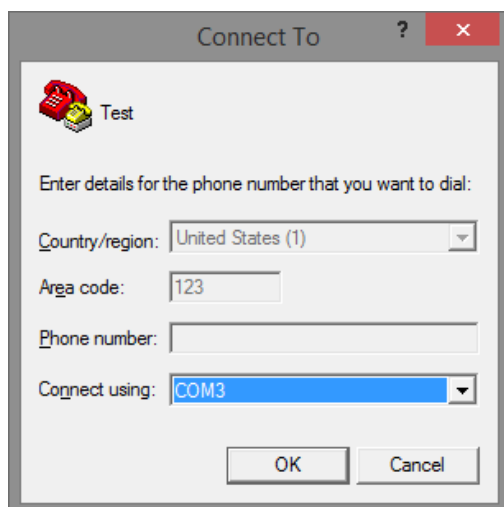 Connect To ? ×
Test
Enter details for the phone number that you want to dial:
Country/region: United States (1)
Area code: 123
Phone number:
Connect using: COM3
OK Cancel